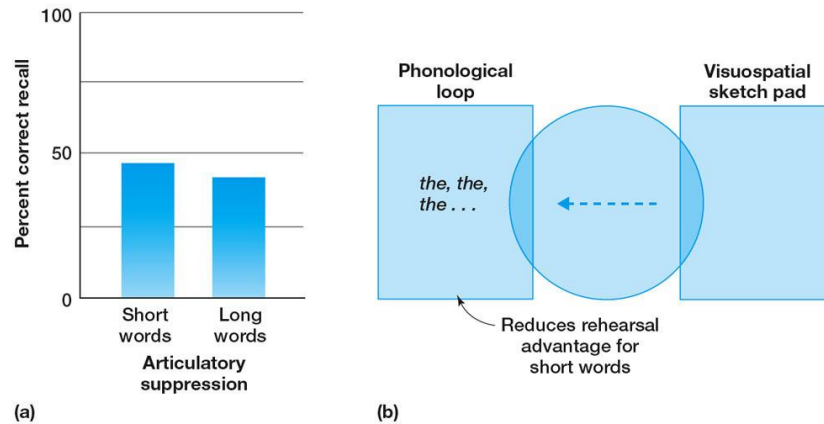 100
50
0
Percent correct recall
Short
words
Long
words
Articulatory
suppression
(a)
Phonological
loop
Visuospatial
sketch pad
the, the,
the . . .
Reduces rehearsal
advantage for
short words
(b)